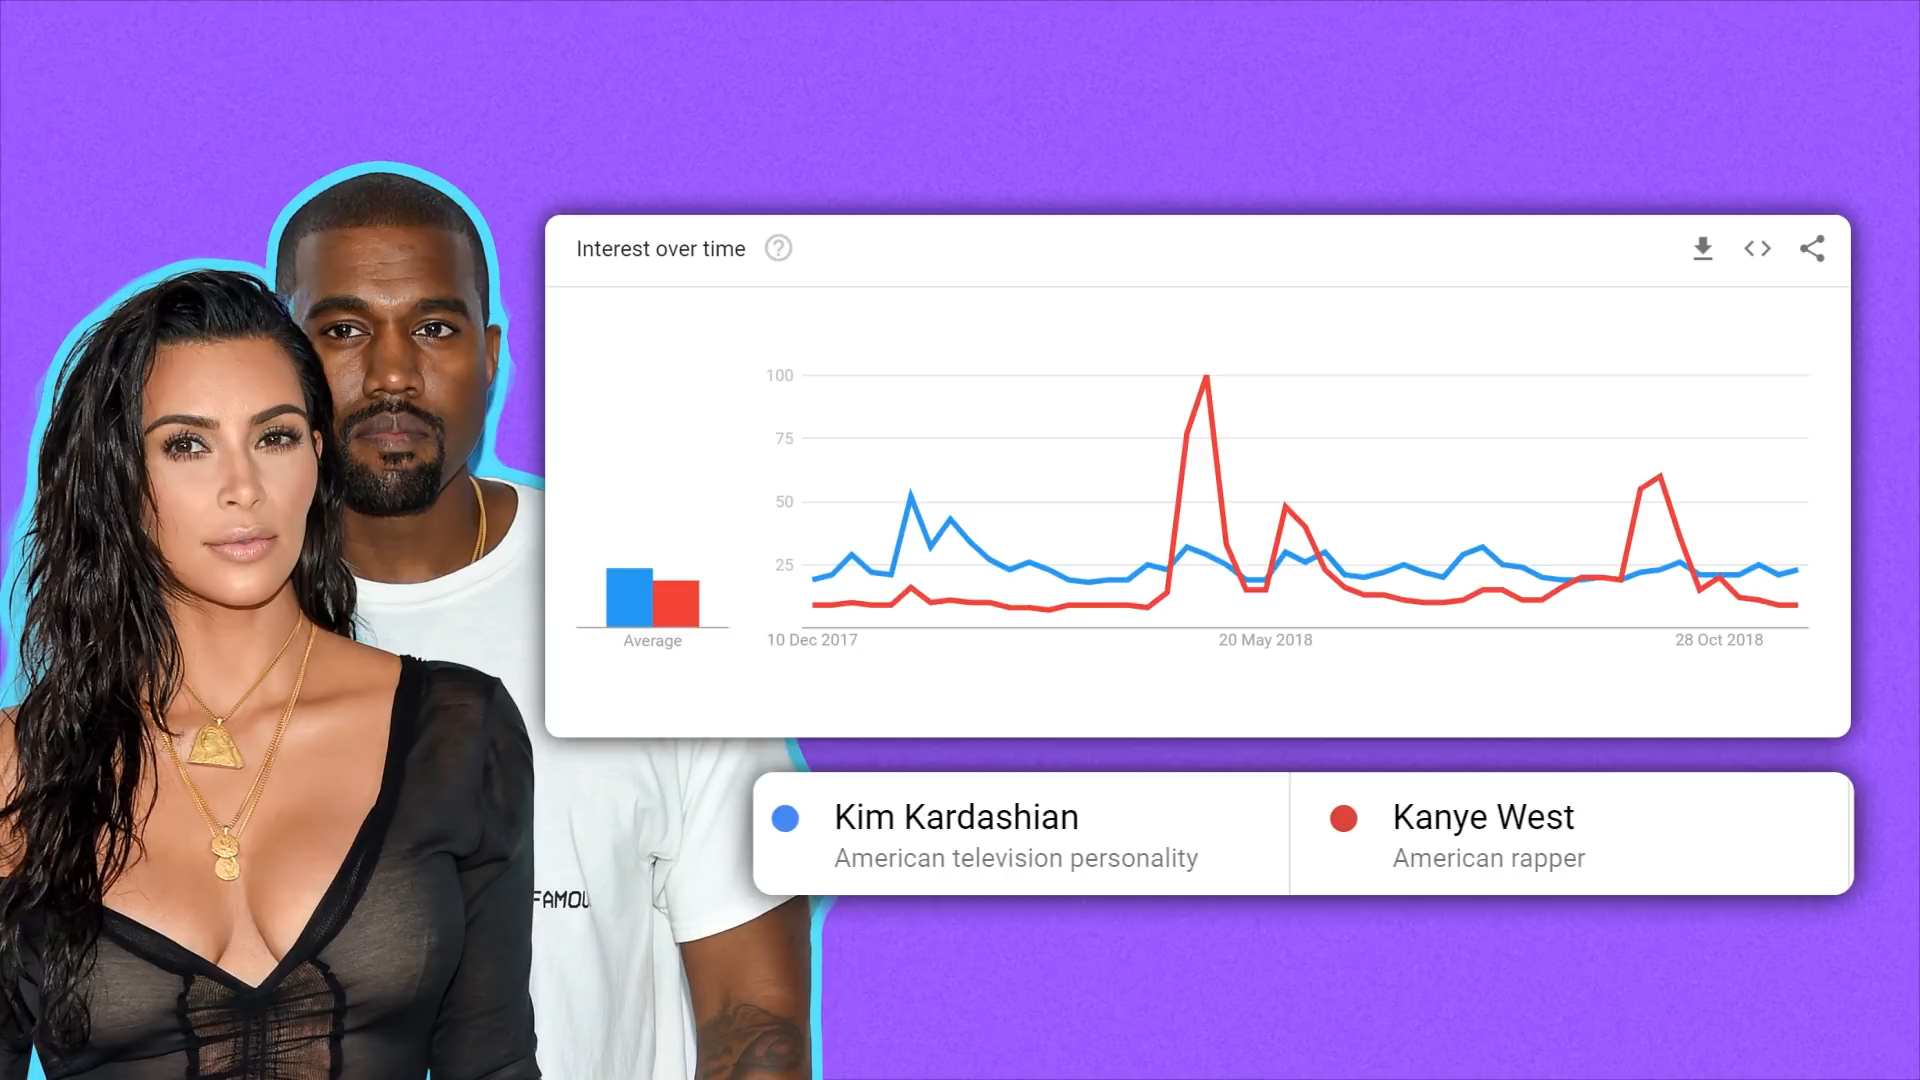 Interest over time
100
75
50
25
Average
10 Dec 2017
20 May 2018
28 Oct 2018
Kim Kardashian
American television personality
Kanye West
American rapper
FAMOU